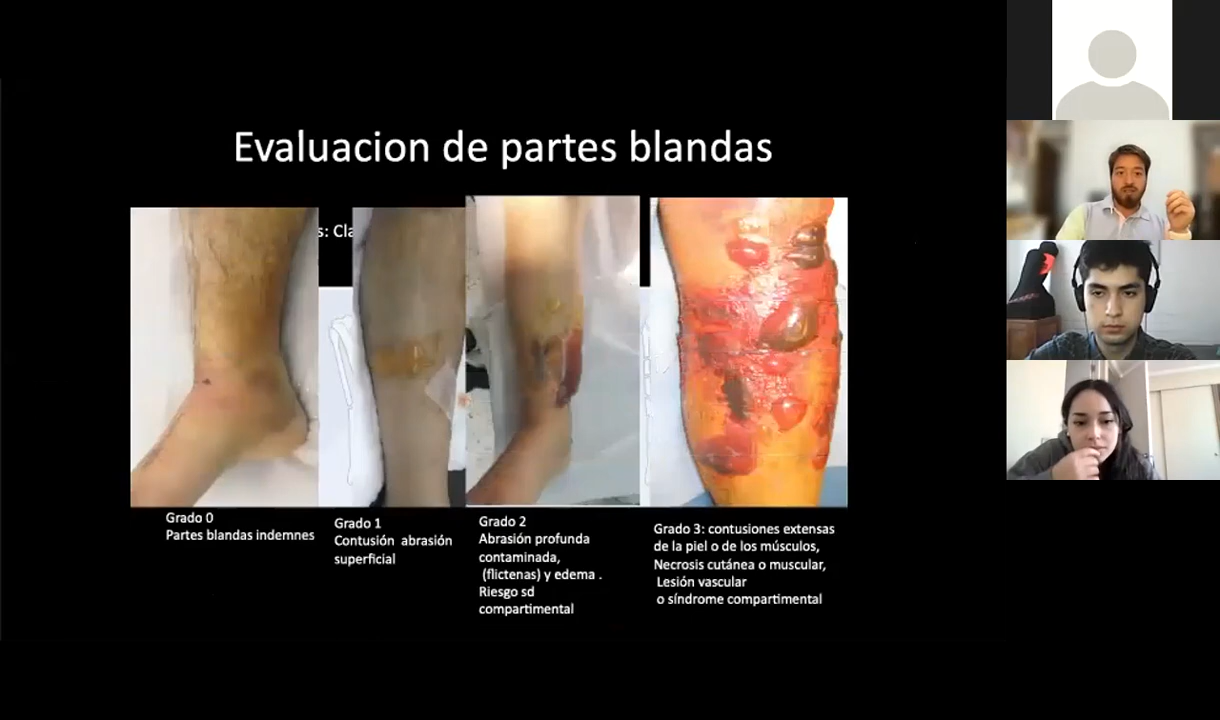 Evaluacion de partes blandas
s: Cla
Grado 0
Partes blandas indemnes
Grado 1
Contusión abrasión
superficial
Grado 2
Abrasión profunda
contaminada,
(flictenas) y edema .
Riesgo sd
compartimental
Grado 3: contusiones extensas
de la piel o de los músculos,
Necrosis cutánea o muscular,
Lesión vascular
o síndrome compartimental